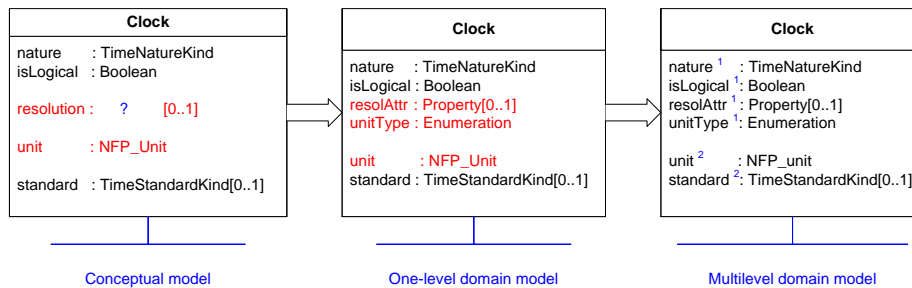 Clock
nature : TimeNatureKind
isLogical : Boolean
resolution : ? [0..1]
unit : NFP_Unit
standard : TimeStandardKind[0..1]
Conceptual model
Clock
nature : TimeNatureKind
isLogical : Boolean
resolAttr : Property[0..1]
unitType : Enumeration
unit : NFP_Unit
standard : TimeStandardKind[0..1]
One-level domain model
Clock
nature 1 : TimeNatureKind
isLogical 1: Boolean
resolAttr 1: Property[0..1]
unitType 1: Enumeration
unit 2 : NFP_unit
standard 2: TimeStandardKind[0..1]
Multilevel domain model